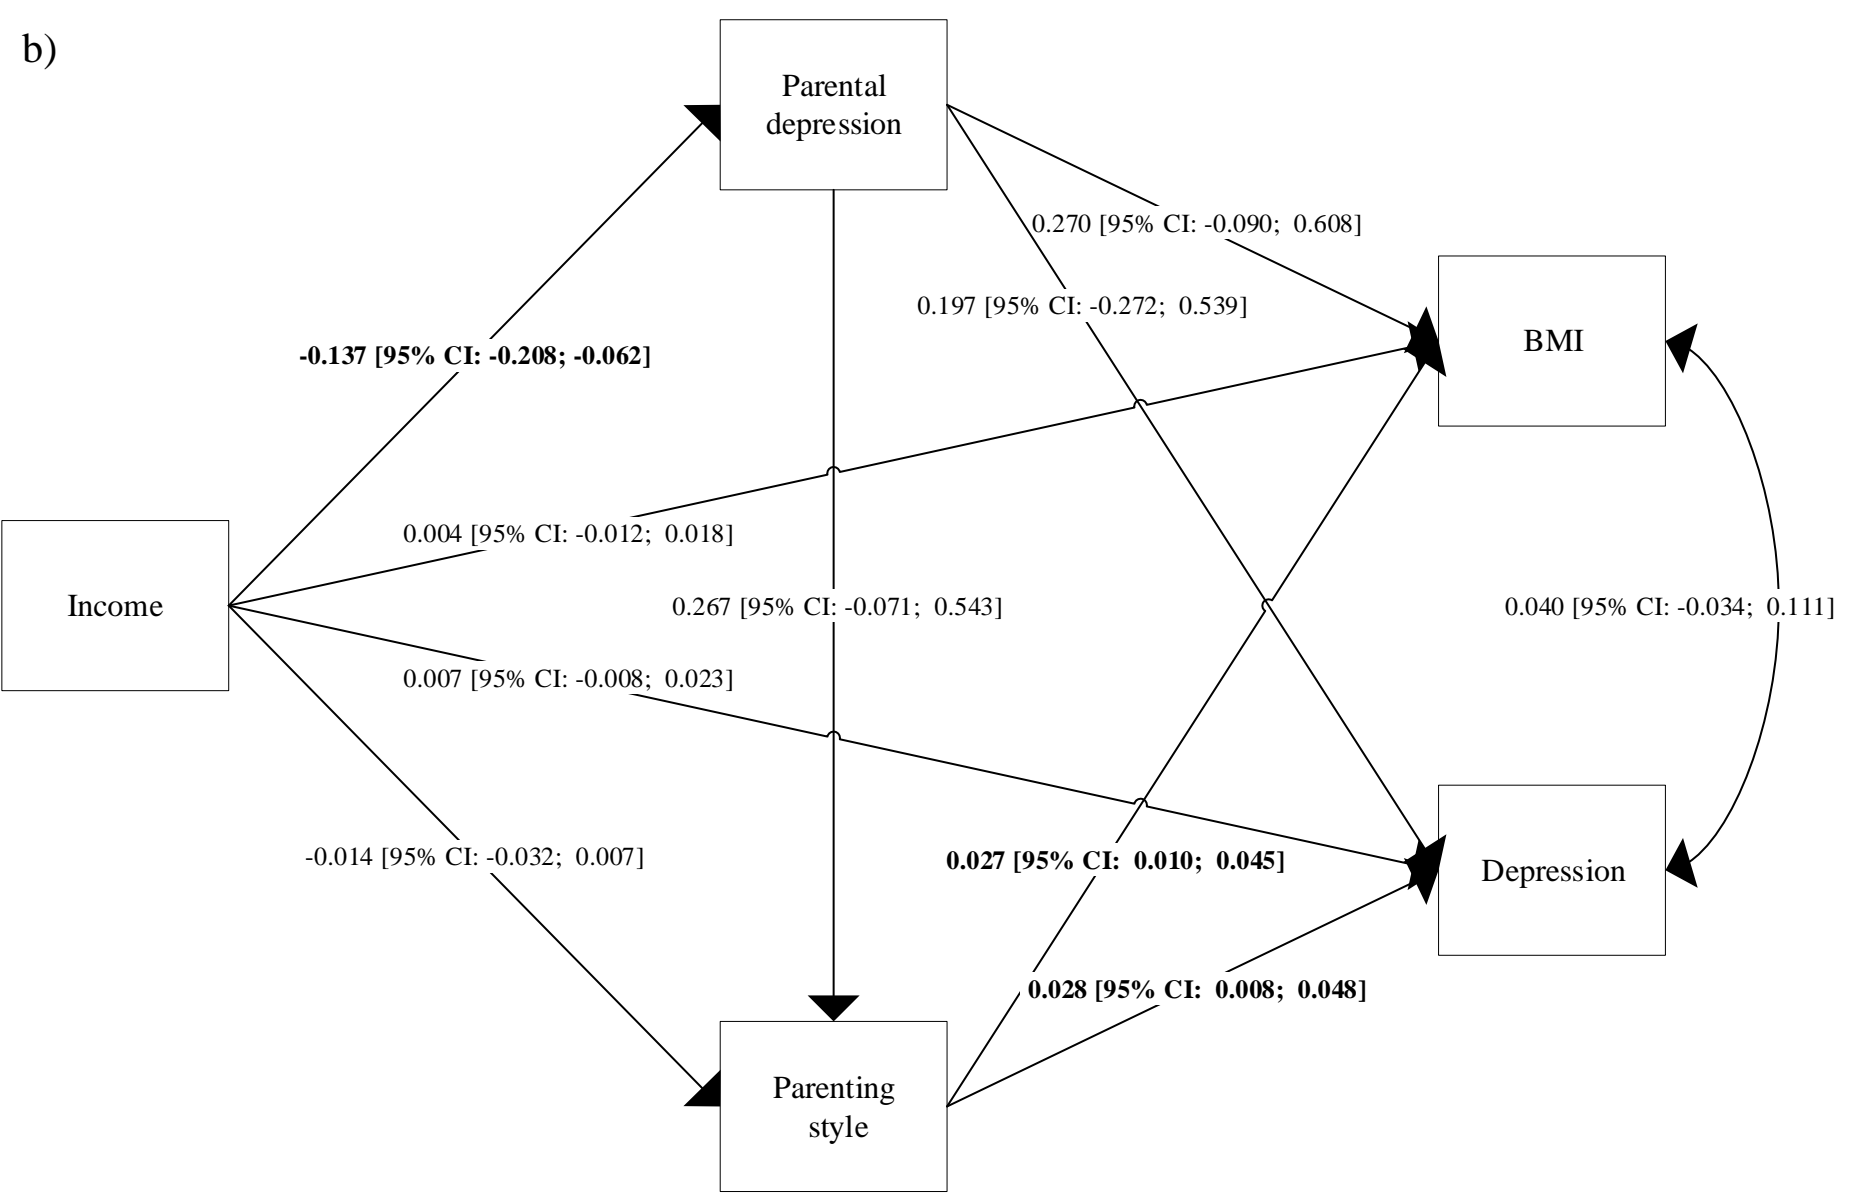 b)
Parental
depression
0.270 [95% CI: -0.090; 0.608]
0.197 [95% CI: -0.272; 0.539]
BMI
-0.137 [95% CI: -0.208; -0.062]
0.004 [95% CI: -0.012; 0.018]
Income
0.267 [95% CI: -0.071; 0.543]
0.040 [95% CI: -0.034; 0.111]
0.007 [95% CI: -0.008; 0.023]
-0.014 [95% CI: -0.032; 0.007]
0.027 [95% CI: 0.010; 0.045]
Depression
0.028 [95% CI: 0.008; 0.048]
Parenting
style